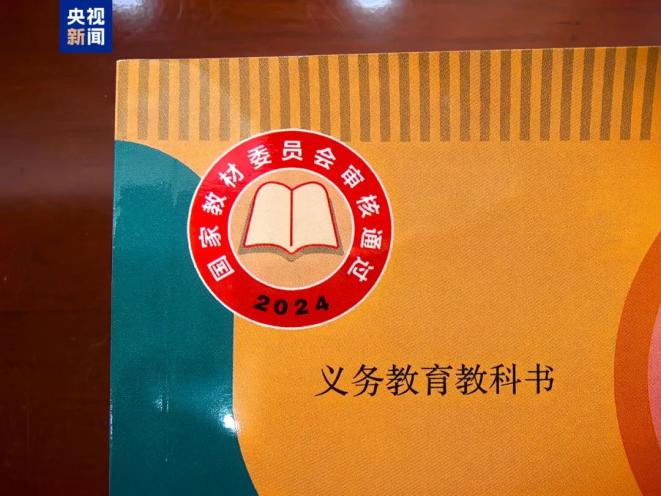 央视
新闻
国家教材委员会审核通过
2024
义务教育教科书